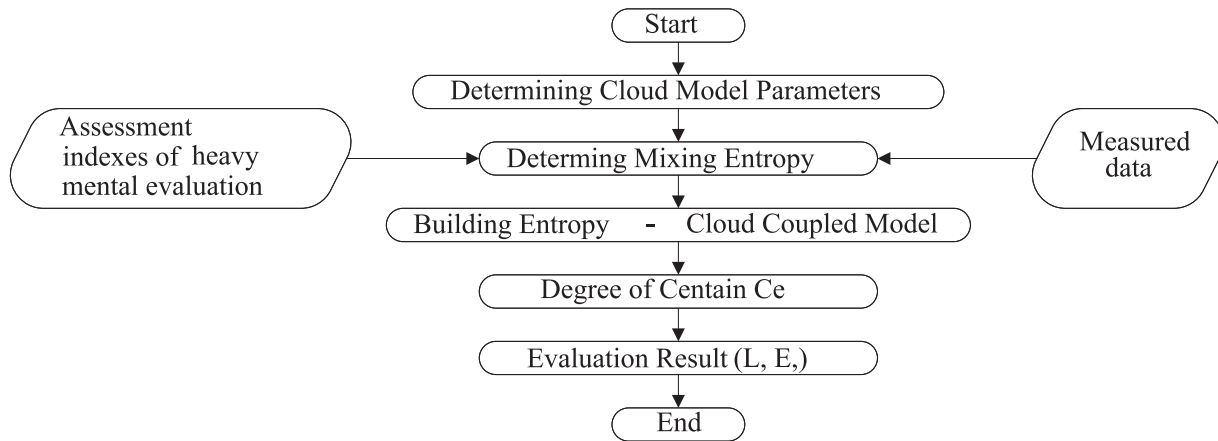 Start
Determining Cloud Model Parameters
Assessment
indexes of heavy
mental evaluation
Determing Mixing Entropy
Measured
data
Building Entropy - Cloud Coupled Model
Degree of Centain Ce
Evaluation Result (L, E,)
End